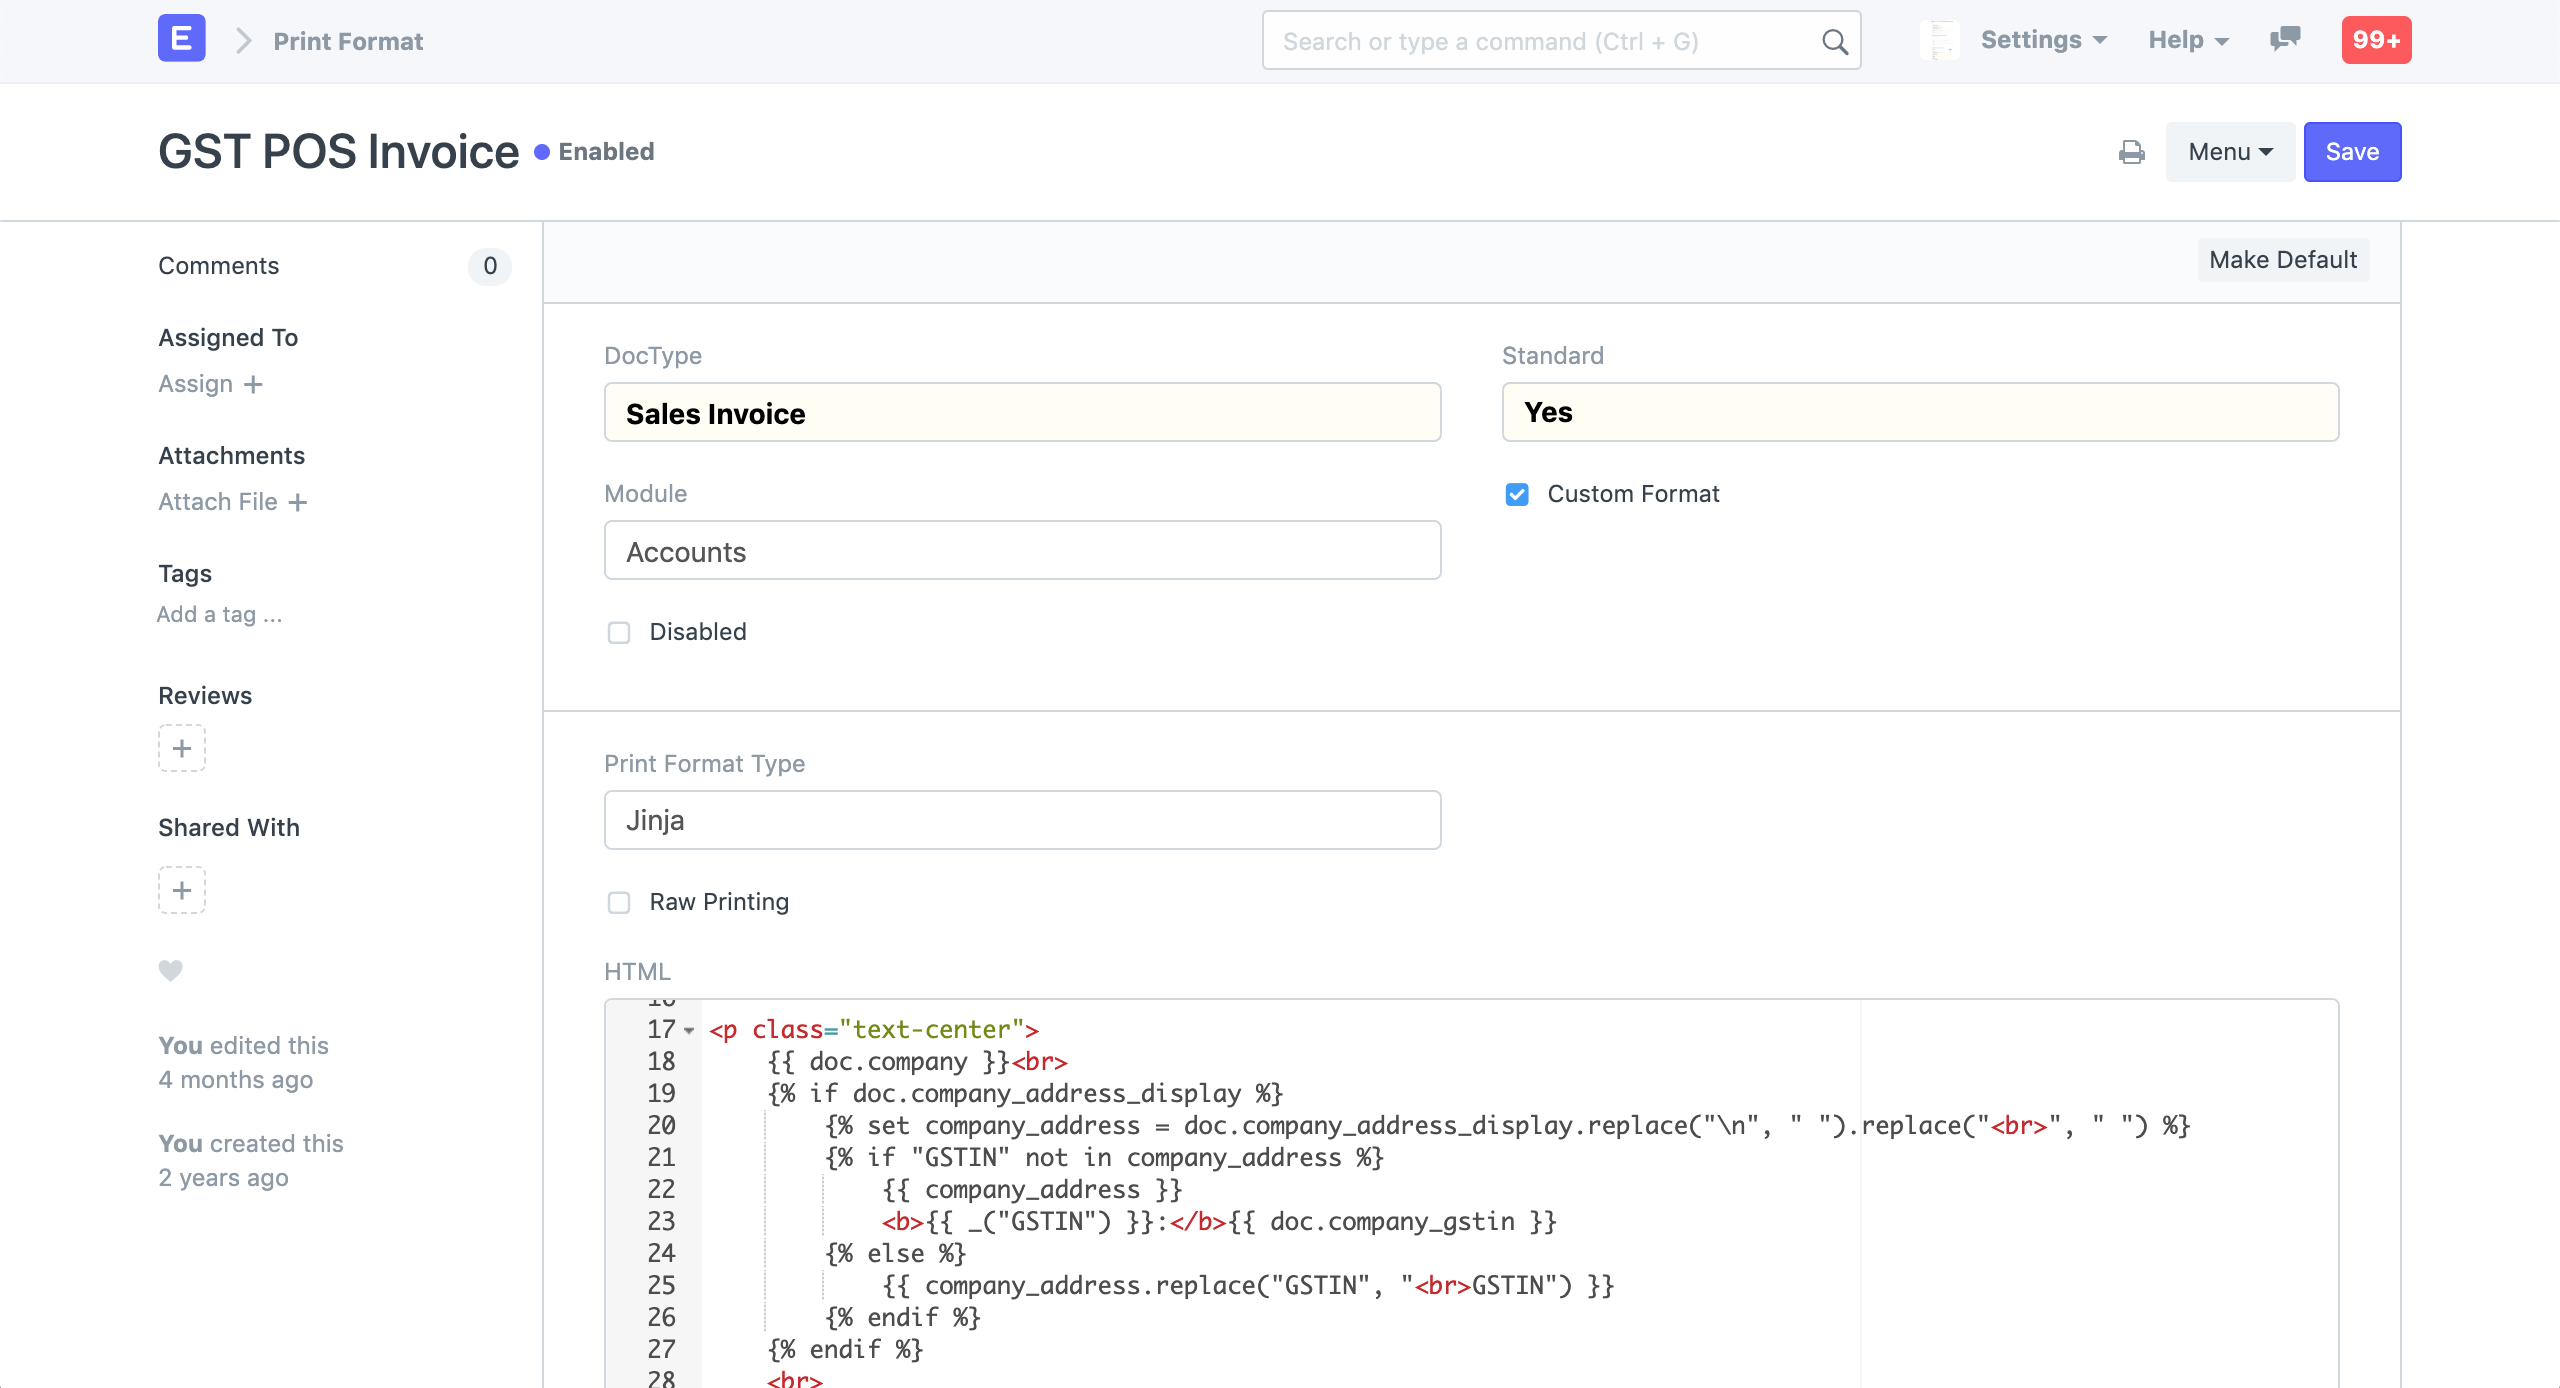 E
Print Format
Search or type a command (Ctrl + G)
Settings
Help
99+
GST POS Invoice
Enabled
Menu
Save
Comments 0
Assigned To
Assign +
Attachments
Attach File +
Tags
Add a tag ...
Reviews
+
Shared With
+
You edited this
4 months ago
You created this
2 years ago
Make Default
DocType
Sales Invoice
Standard
Yes
Module
Accounts
Custom Format
Disabled
Print Format Type
Jinja
Raw Printing
HTML
16
17 <p class="text-center">
18 {{ doc.company }}<br>
19 {% if doc.company_address_display %}
20 {% set company_address = doc.company_address_display.replace("\n", " ").replace("<br>", " ") %}
21 {% if "GSTIN" not in company_address %}
22 {{ company_address }}
23 <b>{{ _("GSTIN") }}:</b>{{ doc.company_gstin }}
24 {% else %}
25 {{ company_address.replace("GSTIN", "<br>GSTIN") }}
26 {% endif %}
27 {% endif %}
28 <br>